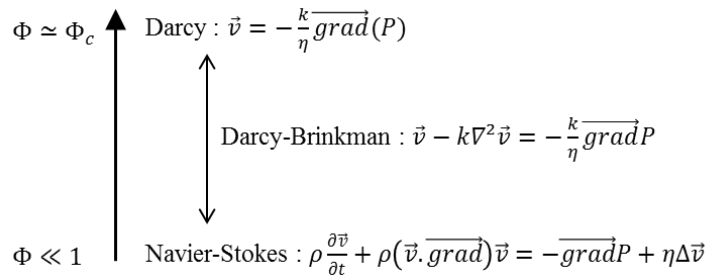 Φ ≃ Φ_c Darcy : v⃗ = −k/η grad⃗(P)
Darcy-Brinkman : v⃗ − k∇²v⃗ = −k/η grad⃗P
Φ ≪ 1 Navier-Stokes : ρ ∂v⃗/∂t + ρ(v⃗.grad⃗)v⃗ = −grad⃗P + ηΔv⃗